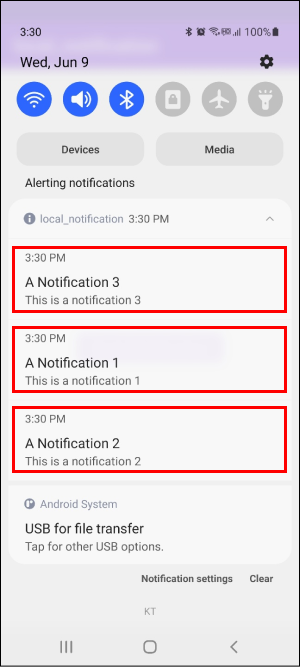 3:30
100%
Wed, Jun 9
Devices
Media
Alerting notifications
local_notification 3:30 PM
3:30 PM
A Notification 3
This is a notification 3
3:30 PM
A Notification 1
This is a notification 1
3:30 PM
A Notification 2
This is a notification 2
Android System
USB for file transfer
Tap for other USB options.
Notification settings
Clear
KT